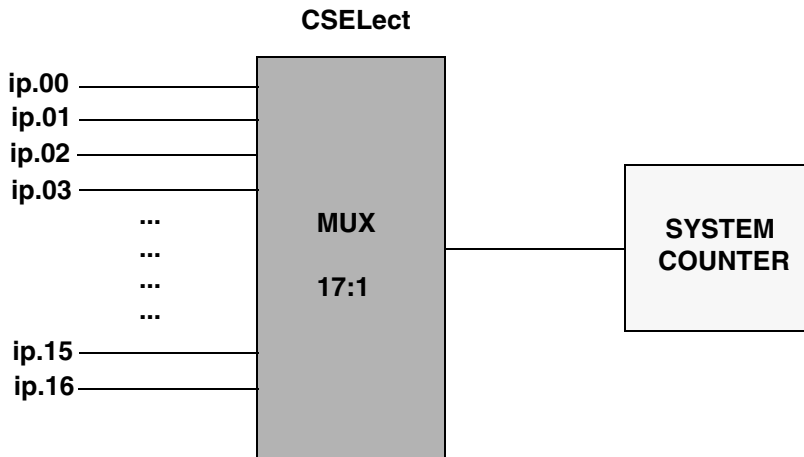 CSELect
ip.00
ip.01
ip.02
ip.03
...
...
...
...
ip.15
ip.16
MUX
17:1
SYSTEM
COUNTER